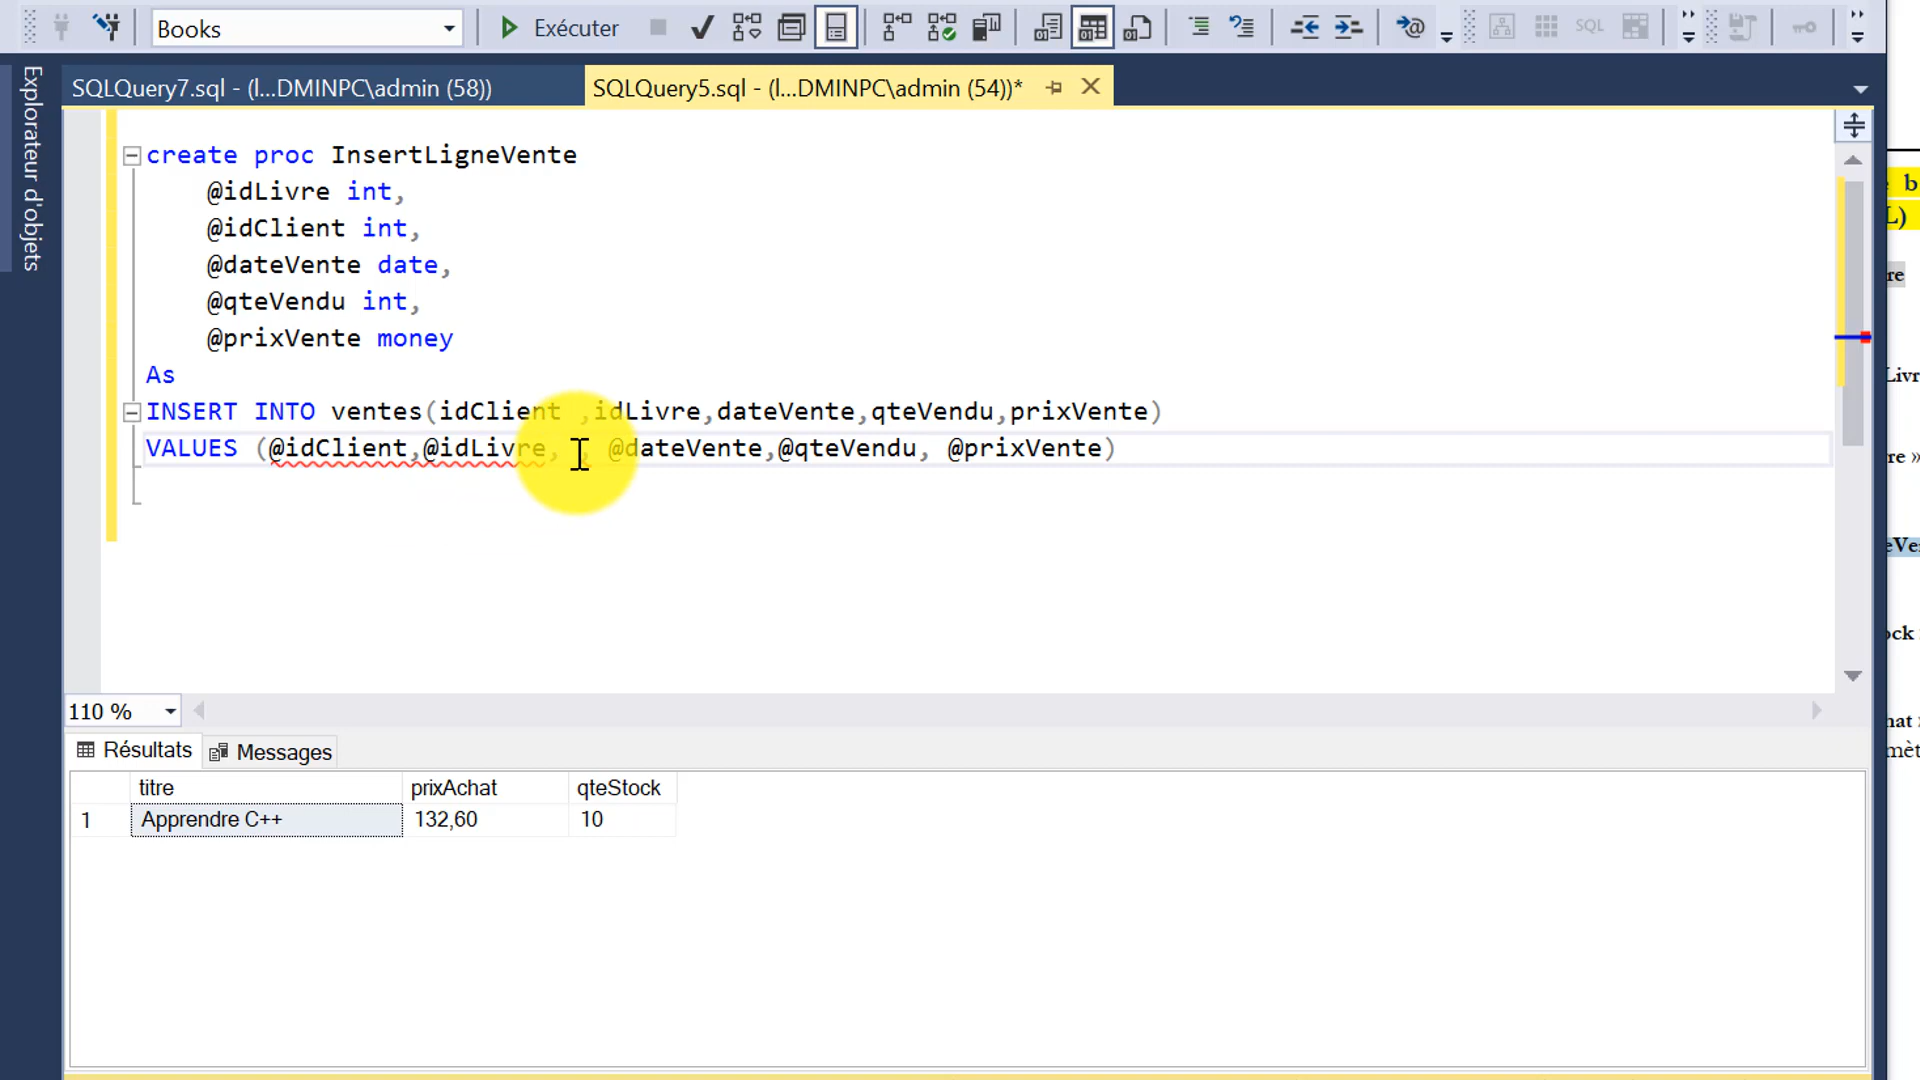 Books
Exécuter
SQL
SQLQuery7.sql - (l...DMINPC\admin (58))
SQLQuery5.sql - (l...DMINPC\admin (54))*
Explorateur d'objets
create proc InsertLigneVente
@idLivre int,
@idClient int,
@dateVente date,
@qteVendu int,
@prixVente money
As
INSERT INTO ventes(idClient ,idLivre,dateVente,qteVendu,prixVente)
VALUES (@idClient,@idLivre, , @dateVente,@qteVendu, @prixVente)
110 %
Résultats
Messages
titre prixAchat qteStock
1 Apprendre C++ 132,60 10